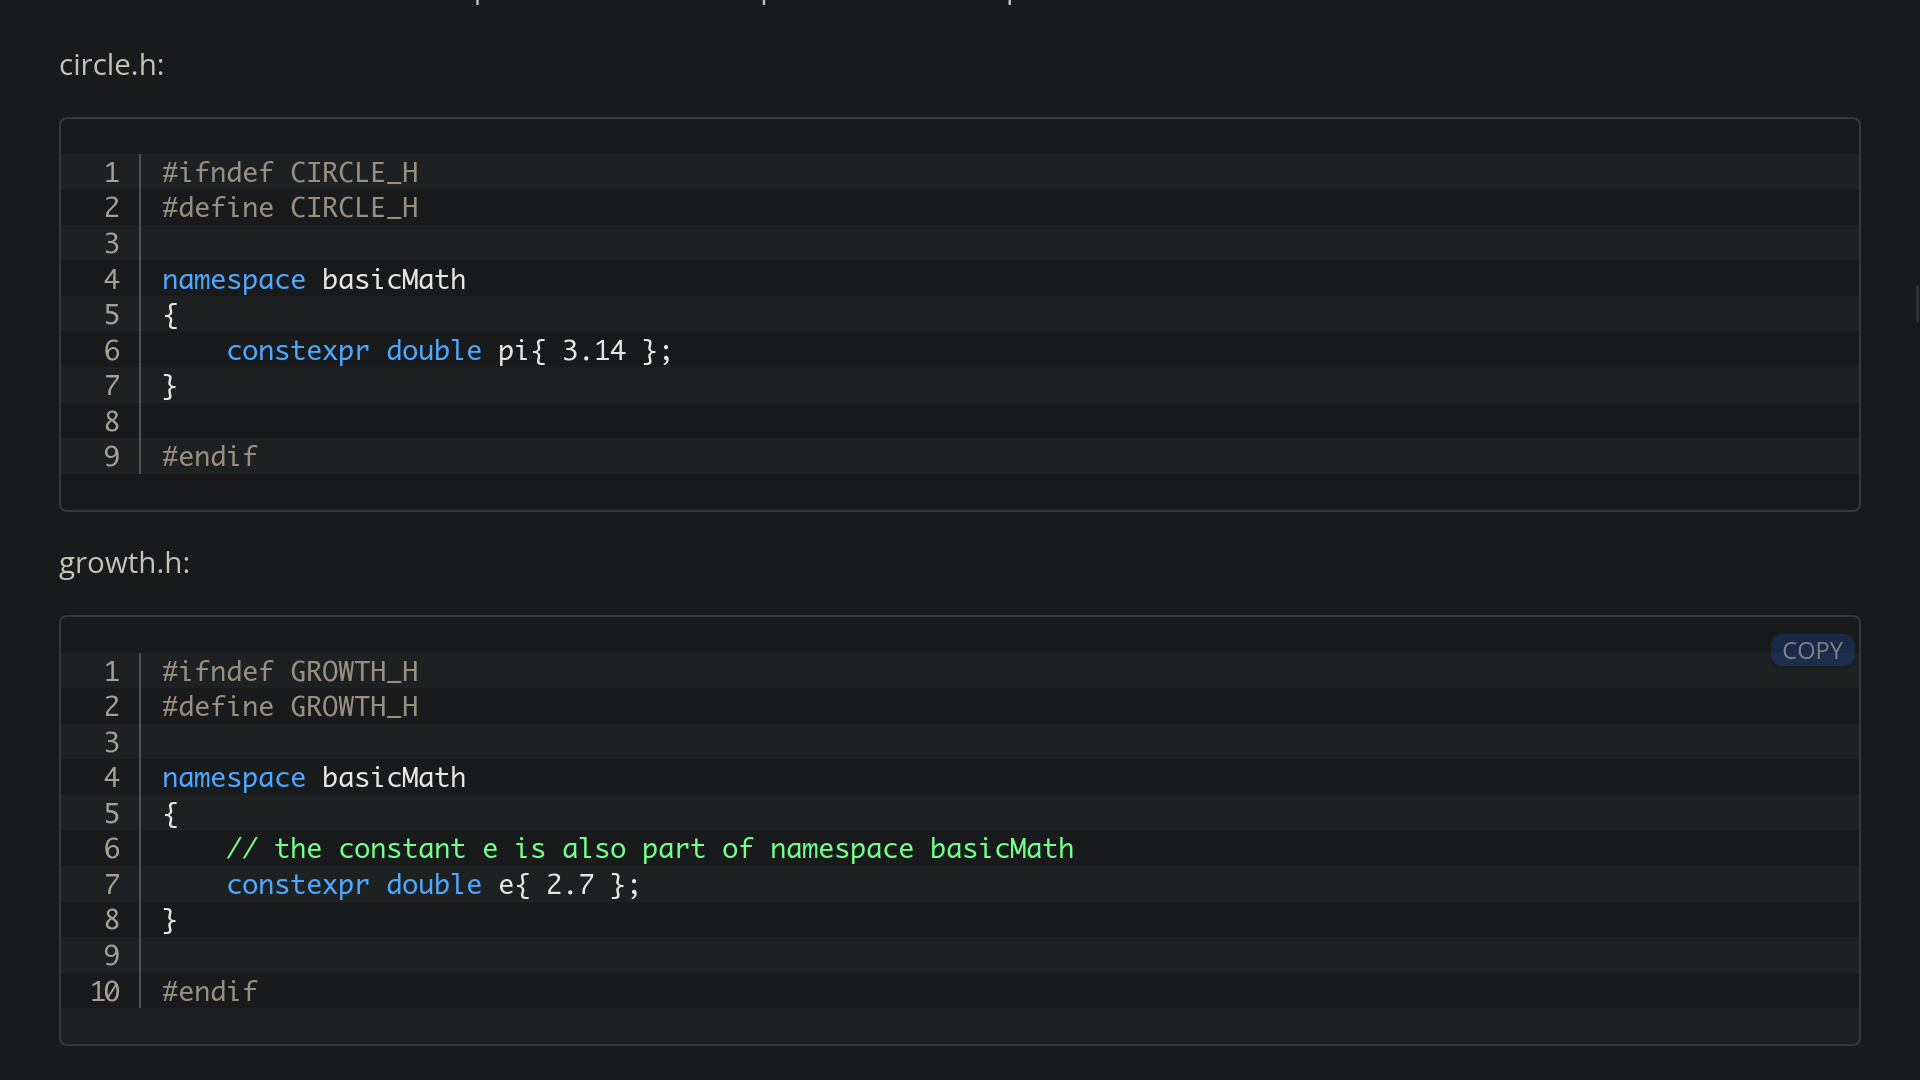 circle.h:
1 #ifndef CIRCLE_H
2 #define CIRCLE_H
3
4 namespace basicMath
5 {
6     constexpr double pi{ 3.14 };
7 }
8
9 #endif
growth.h:
COPY
1 #ifndef GROWTH_H
2 #define GROWTH_H
3
4 namespace basicMath
5 {
6     // the constant e is also part of namespace basicMath
7     constexpr double e{ 2.7 };
8 }
9
10 #endif